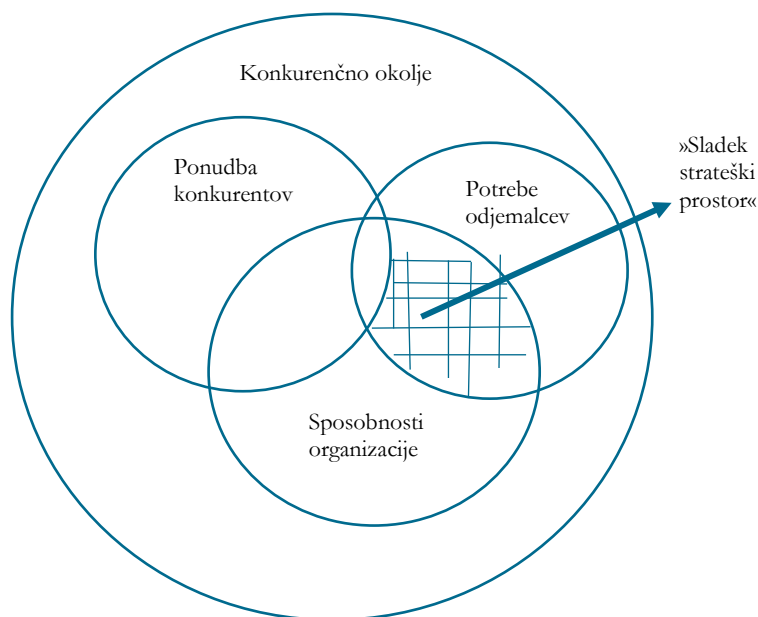 Konkurenčno okolje
Ponudba
konkurentov
Potrebe
odjemalcev
»Sladek
strateški
prostor«
Sposobnosti
organizacije